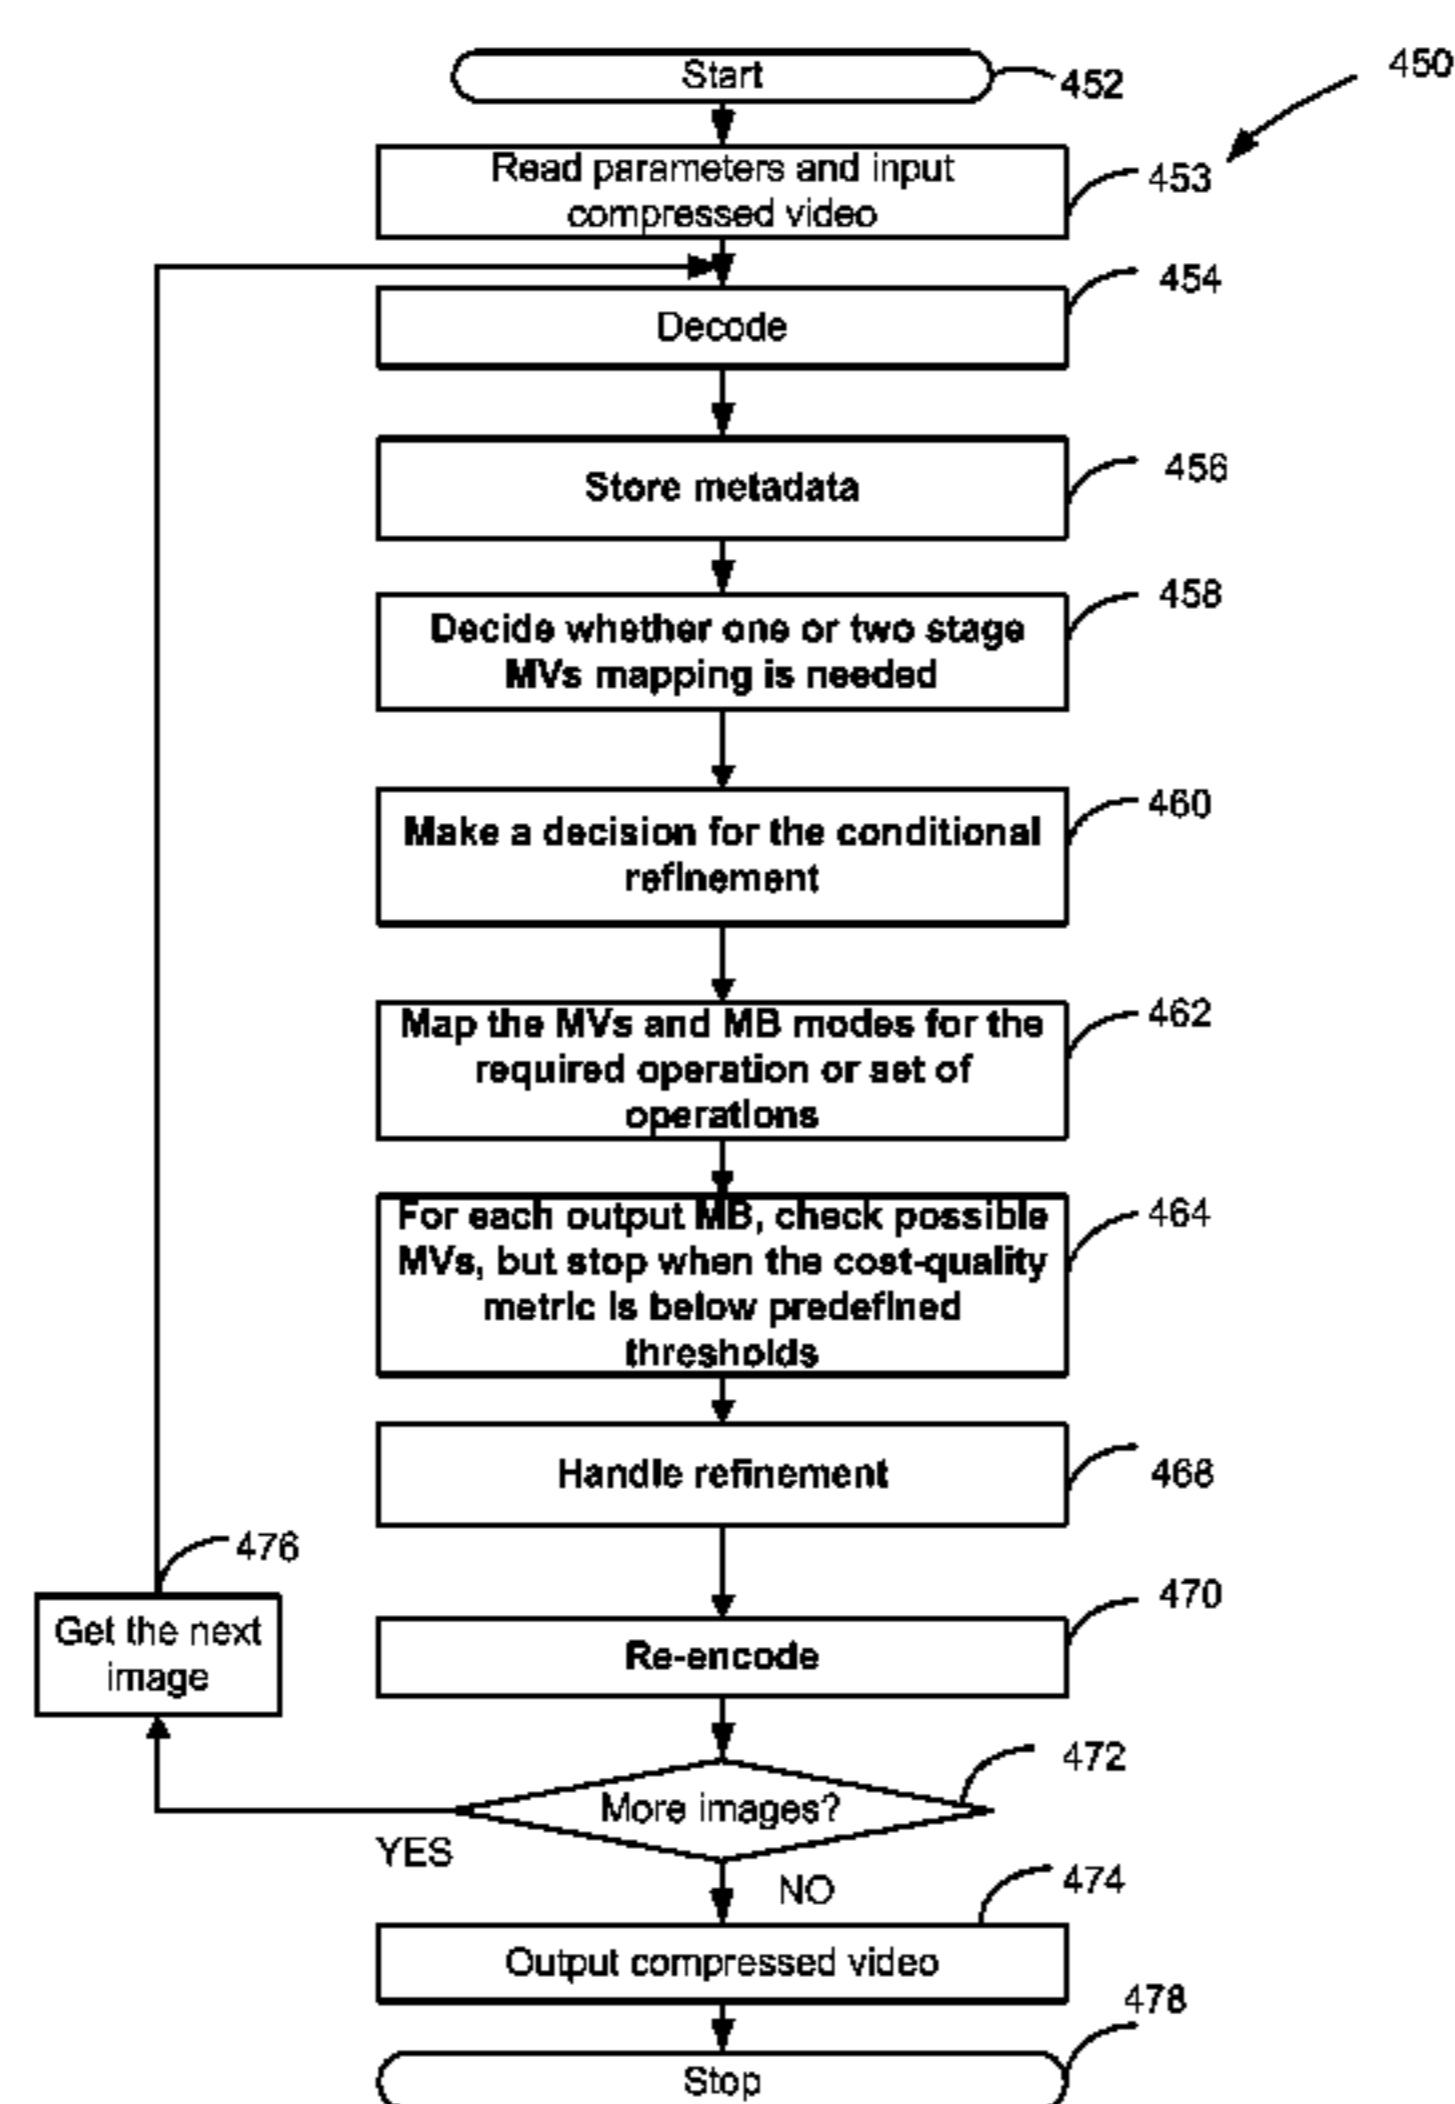 Start
452
450
Read parameters and input
compressed video
453
454
Decode
456
Store metadata
458
Decide whether one or two stage
MVs mapping is needed
460
Make a decision for the conditional
refinement
462
Map the MVs and MB modes for the
required operation or set of
operations
464
For each output MB, check possible
MVs, but stop when the cost-quality
metric is below predefined
thresholds
468
Handle refinement
476
Get the next
image
470
Re-encode
472
More images?
YES
NO
474
Output compressed video
478
Stop